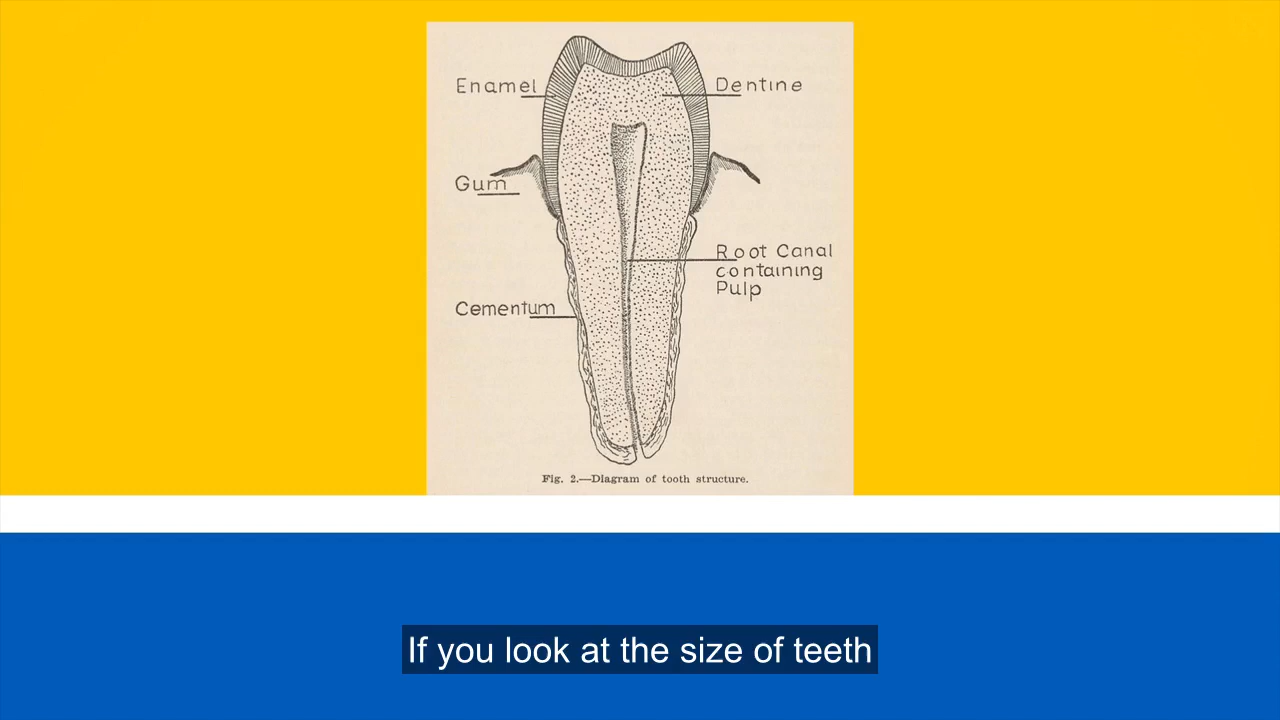 Enamel
Dentine
Gum
Root Canal
containing
Pulp
Cementum
Fig. 2.—Diagram of tooth structure.
If you look at the size of teeth